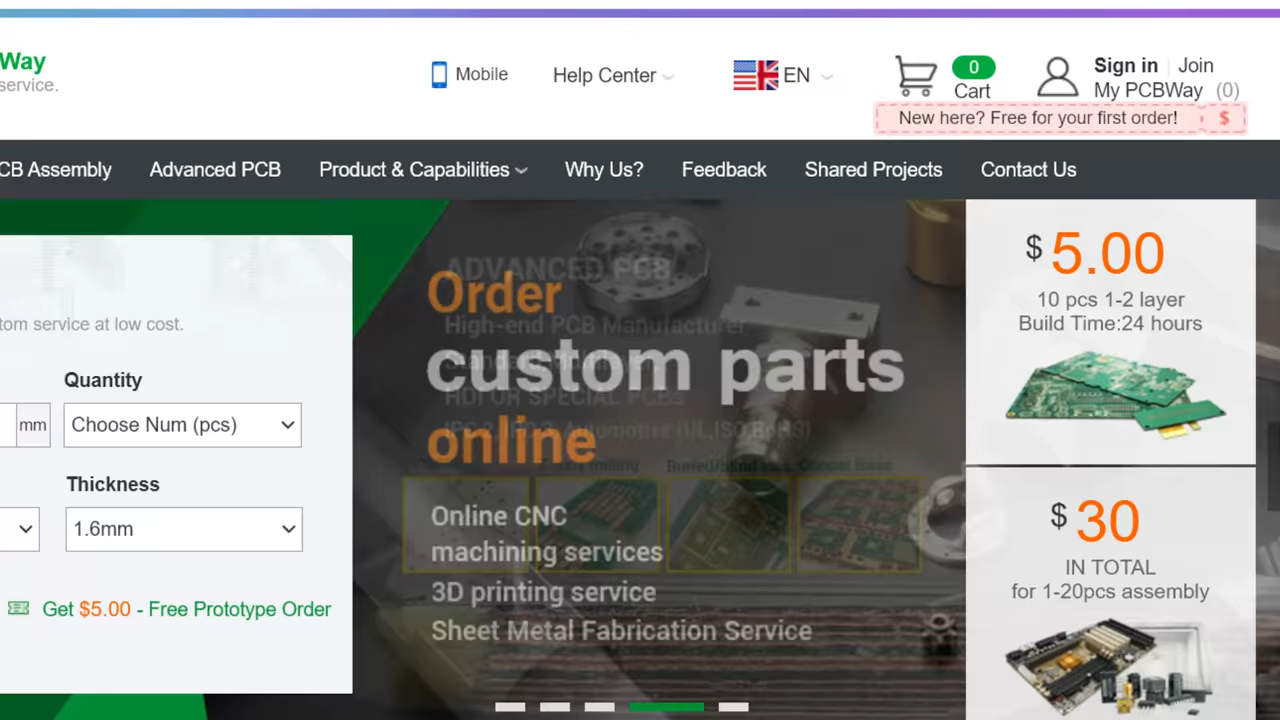 Way
service.
Mobile
Help Center
EN
0
Cart
Sign in
Join
My PCBWay (0)
New here? Free for your first order! $
CB Assembly
Advanced PCB
Product & Capabilities
Why Us?
Feedback
Shared Projects
Contact Us
tom service at low cost.
Quantity
mm
Choose Num (pcs)
Thickness
1.6mm
Get $5.00 - Free Prototype Order
ADVANCED PCB
Order
High-end PCB Manufacturer
custom parts
HDI OR SPECIAL PCBs
online
Online CNC
machining services
3D printing service
Sheet Metal Fabrication Service
$ 5.00
10 pcs 1-2 layer
Build Time:24 hours
$ 30
IN TOTAL
for 1-20pcs assembly